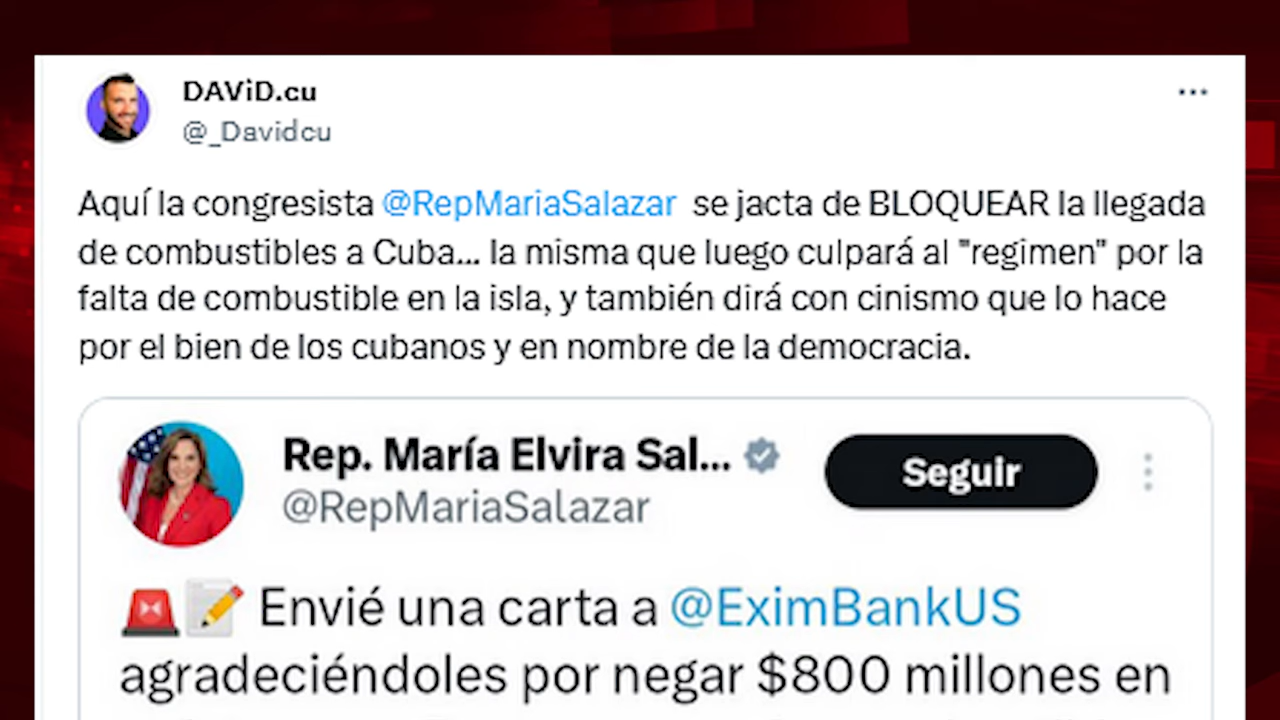 DAViD.cu
@_Davidcu
Aquí la congresista @RepMariaSalazar se jacta de BLOQUEAR la llegada
de combustibles a Cuba... la misma que luego culpará al "regimen" por la
falta de combustible en la isla, y también dirá con cinismo que lo hace
por el bien de los cubanos y en nombre de la democracia.
Rep. María Elvira Sal...
Seguir
@RepMariaSalazar
Envié una carta a @EximBankUS
agradeciéndoles por negar $800 millones en